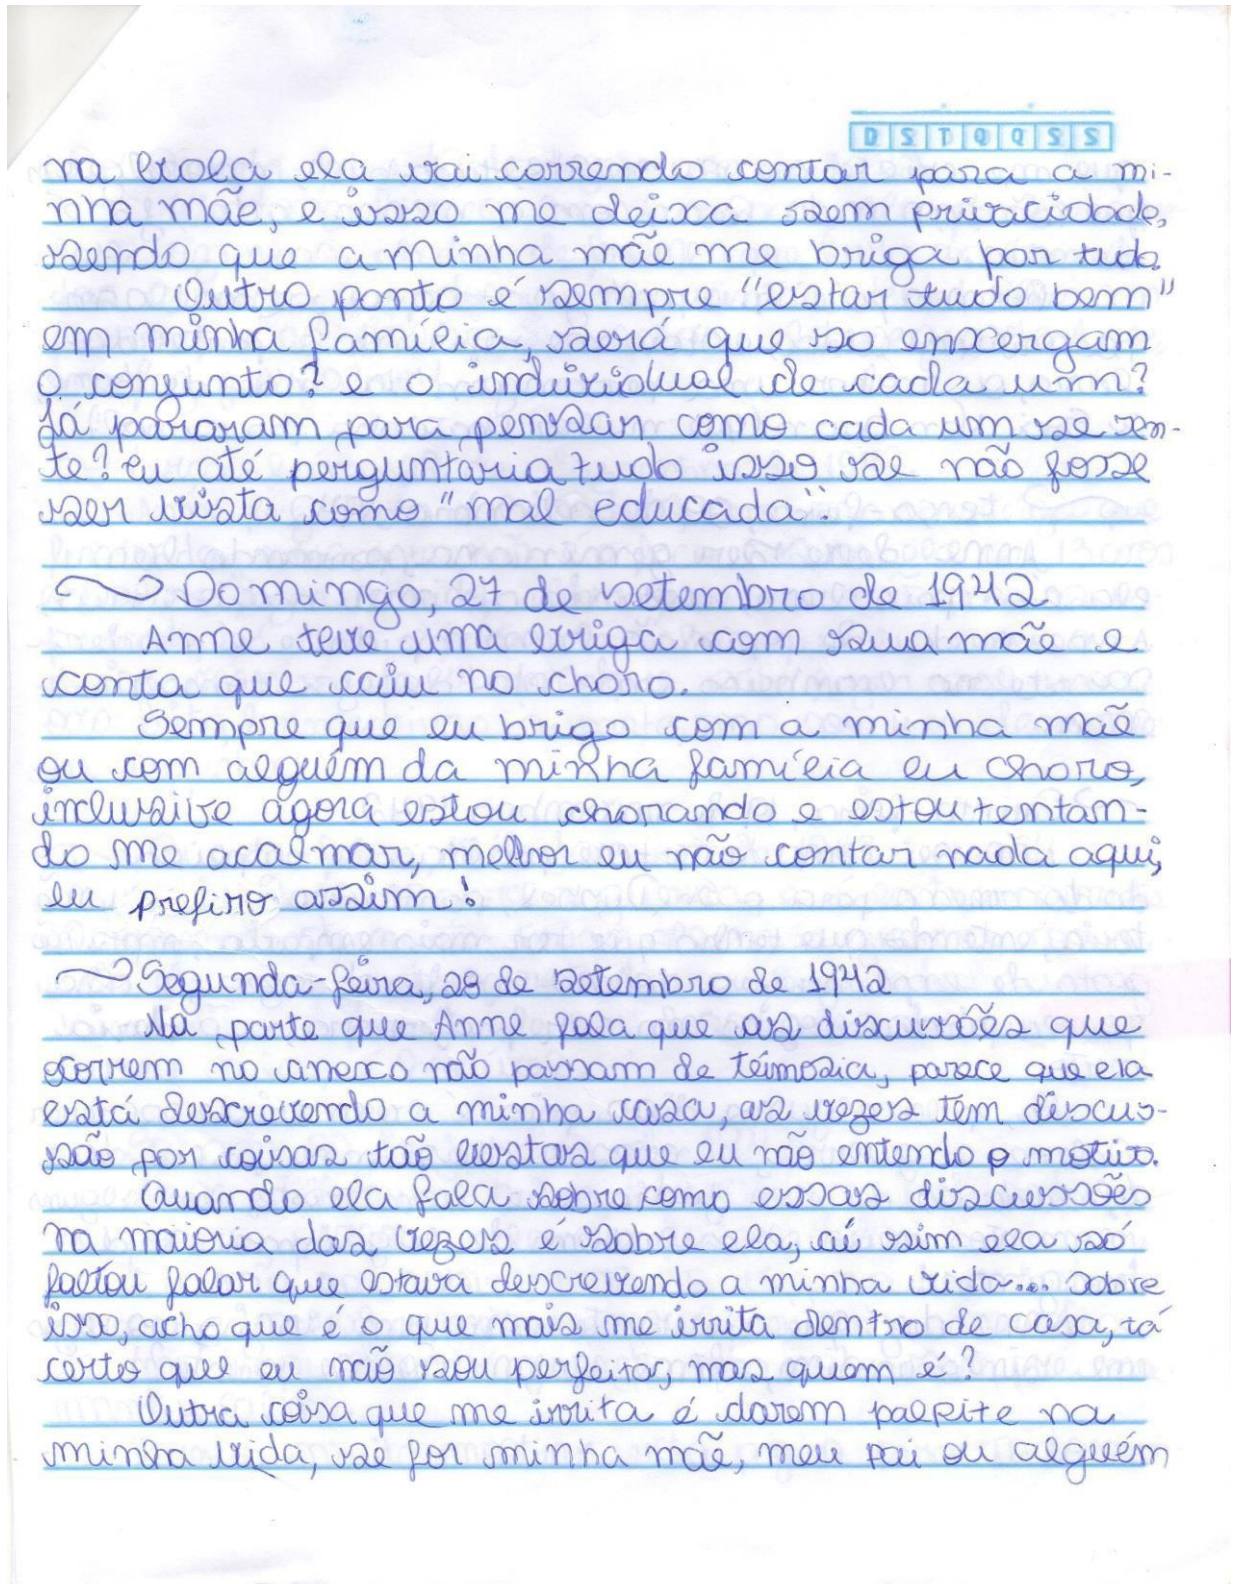 D S T Q Q S S
na bola ela vai correndo contar para a mi-
nha mãe, e isso me deixa sem privacidade,
sendo que a minha mãe me briga por tudo.
Outro ponto é sempre "estar tudo bem"
em minha família, será que so enxergam
o conjunto? e o individual de cada um?
Já pararam para pensar como cada um se sen-
te? Eu até perguntaria tudo isso se não fosse
ser vista como "mal educada".
Domingo, 27 de setembro de 1942
Anne teve uma briga com sua mãe e
conta que caiu no choro.
Sempre que eu brigo com a minha mãe
ou com alguém da minha família eu choro,
inclusive agora estou chorando e estou tentan-
do me acalmar, melhor eu não contar nada aqui,
eu prefiro assim!
Segunda-feira, 28 de setembro de 1942
Na parte que Anne fala que as discussões que
ocorrem no anexo não passam de teimosia, parece que ela
está descrevendo a minha casa, as vezes tem discus-
são por coisas tão bestas que eu não entendo o motivo.
Quando ela fala sobre como essas discussões
na maioria das vezes é sobre ela, aí sim ela só
faltou falar que estava descrevendo a minha vida... sobre
isso, acho que é o que mais me irrita dentro de casa, tá
certo que eu não sou perfeita, mas quem é?
Outra coisa que me irrita é darem palpite na
minha vida, se for minha mãe, meu pai ou alguém